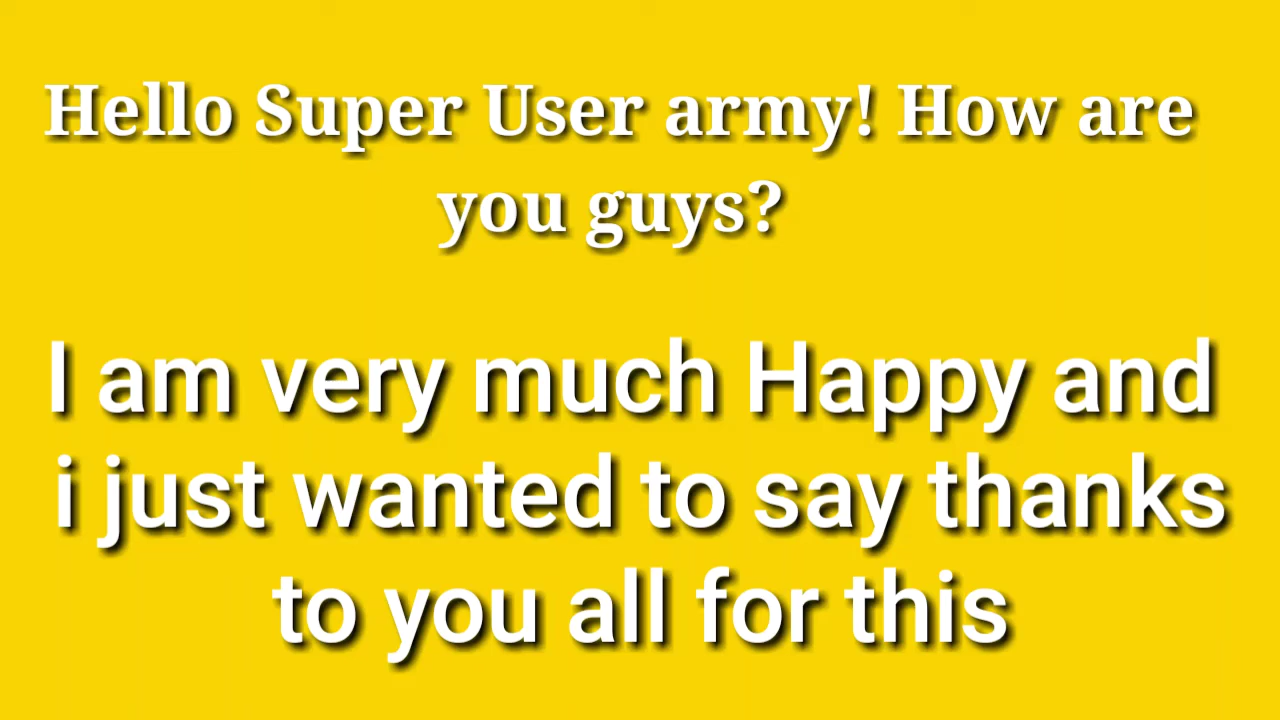 Hello Super User army! How are
you guys?
I am very much Happy and
i just wanted to say thanks
to you all for this